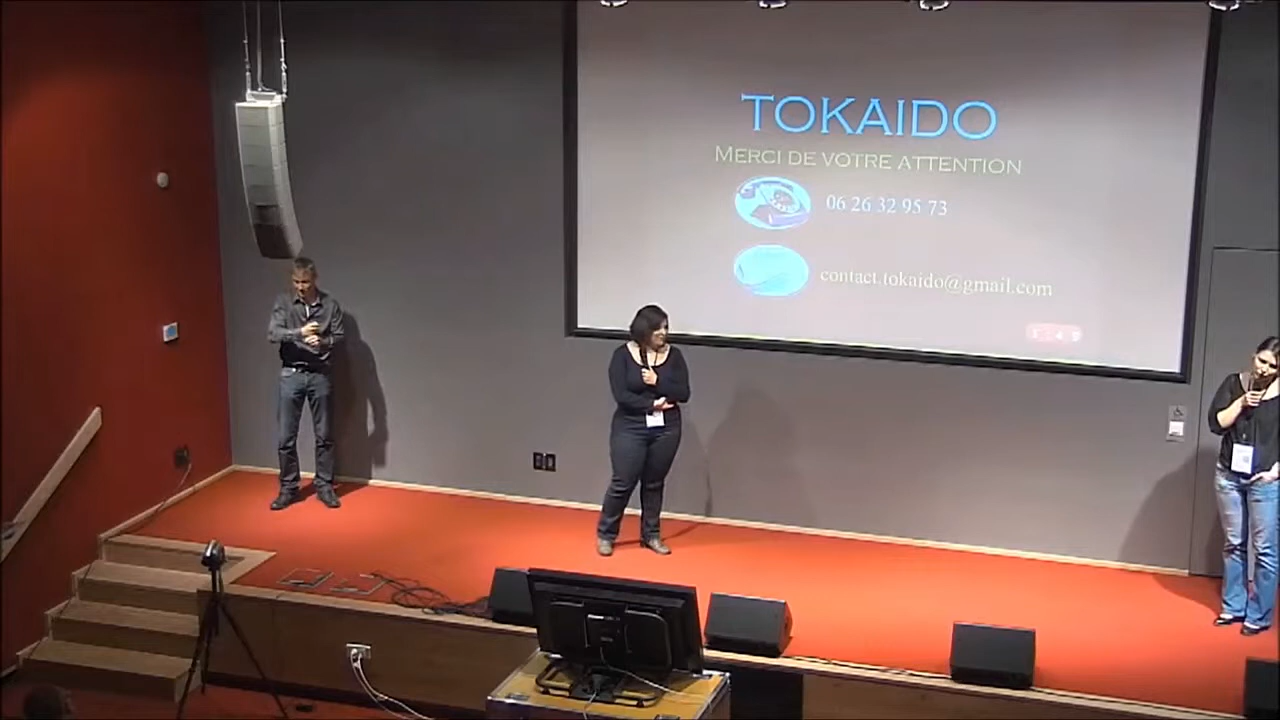 TOKAIDO
MERCI DE VOTRE ATTENTION
06 26 32 95 73
contact.tokaido@gmail.com